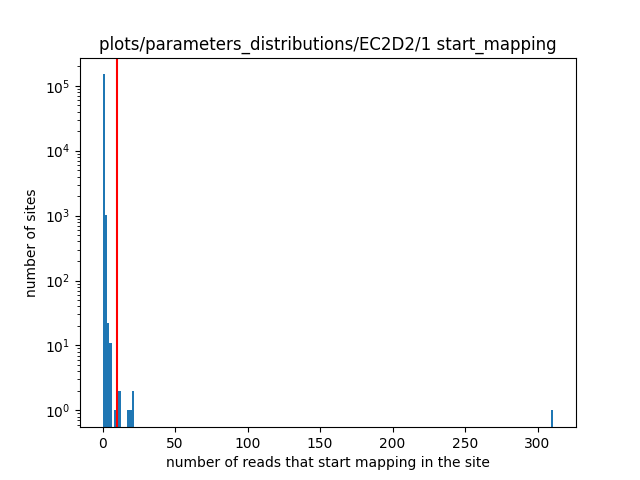 plots/parameters_distributions/EC2D2/1 start_mapping
number of sites
10^5
10^4
10^3
10^2
10^1
10^0
0 50 100 150 200 250 300
number of reads that start mapping in the site